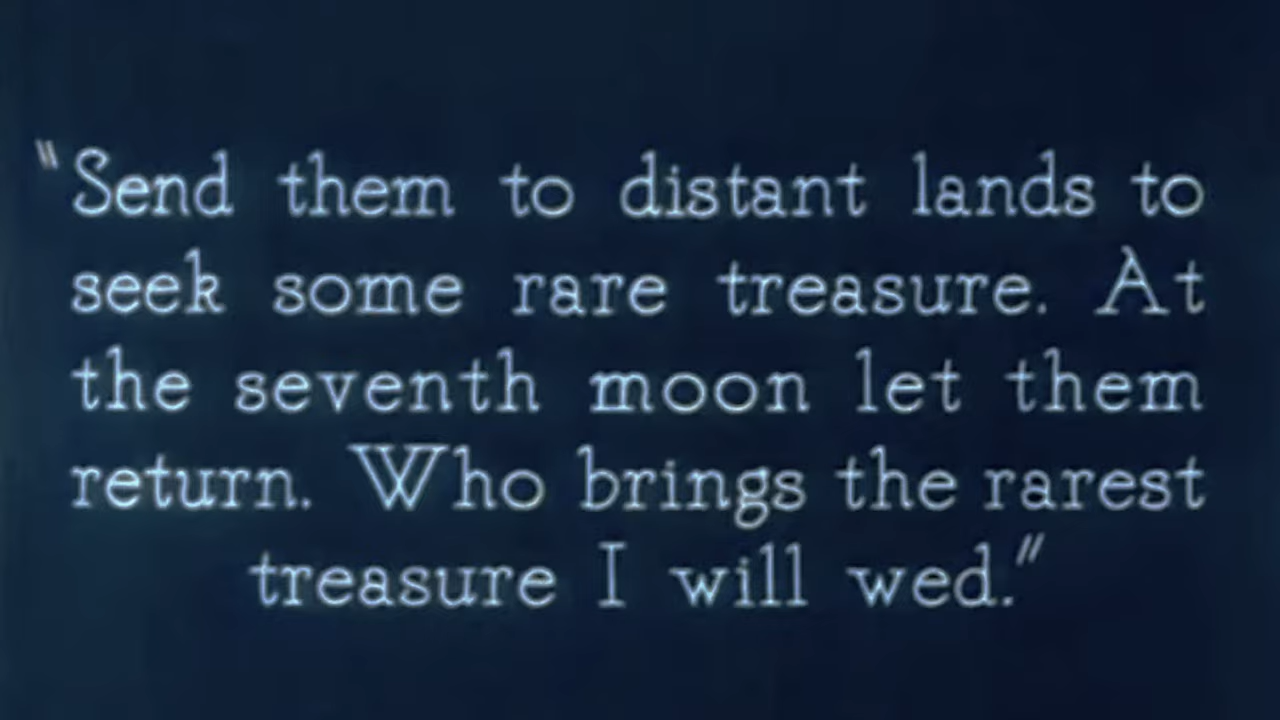 "Send them to distant lands to
seek some rare treasure. At
the seventh moon let them
return. Who brings the rarest
treasure I will wed."